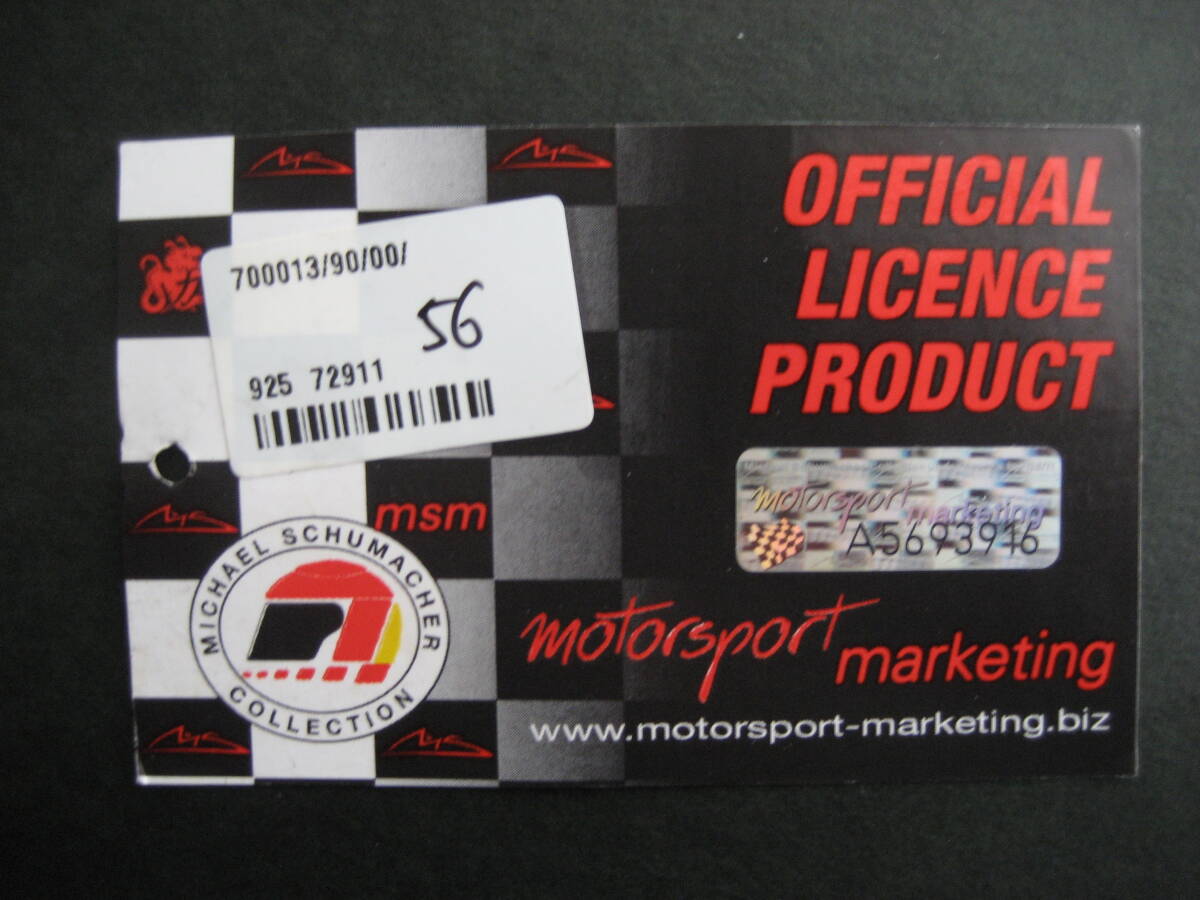 OFFICIAL
LICENCE
PRODUCT
700013/90/00/
56
925 72911
msm
MICHAEL SCHUMACHER
COLLECTION
motorsport marketing
A5693916
motorsport marketing
www.motorsport-marketing.biz